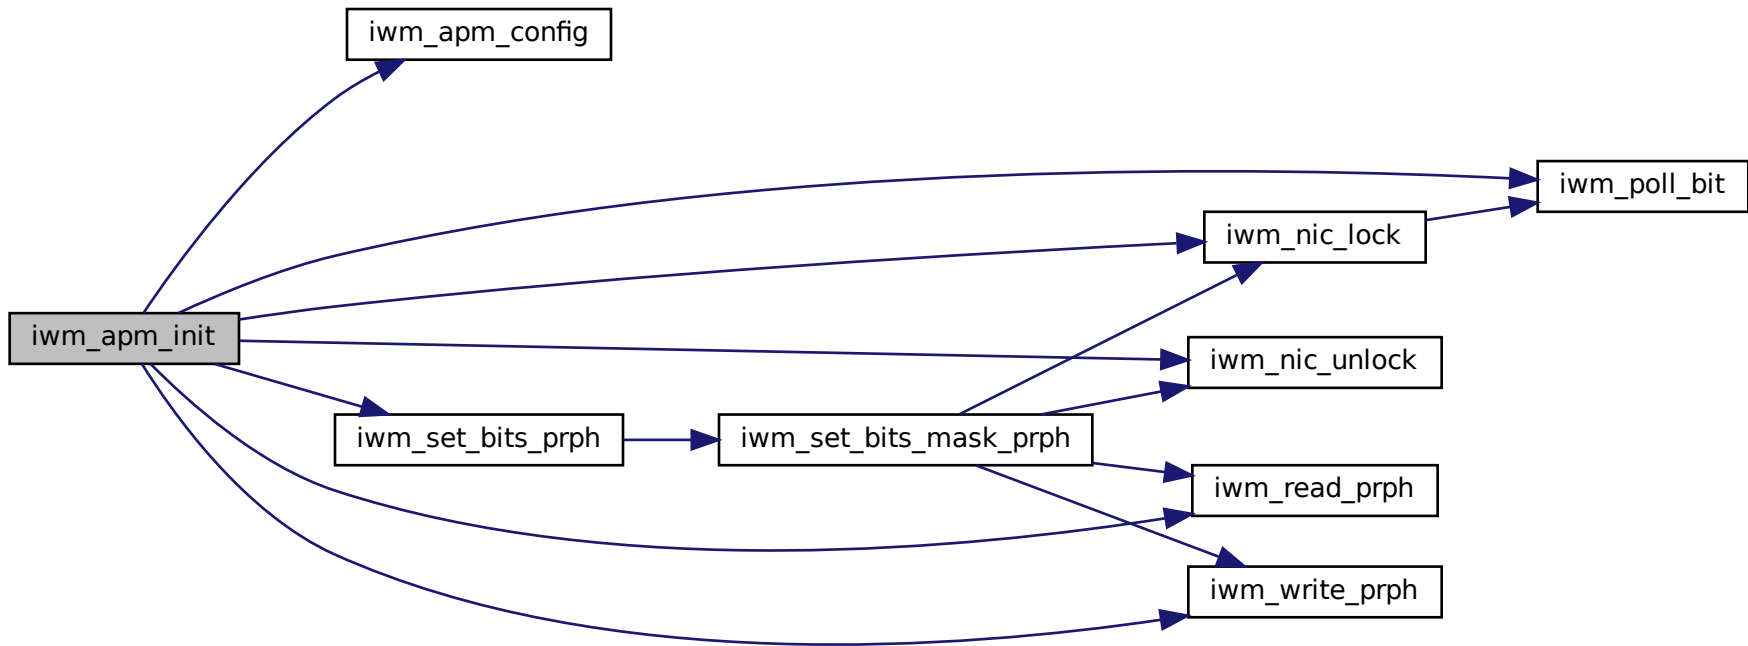 iwm_apm_config
iwm_poll_bit
iwm_nic_lock
iwm_apm_init
iwm_nic_unlock
iwm_set_bits_prph
iwm_set_bits_mask_prph
iwm_read_prph
iwm_write_prph